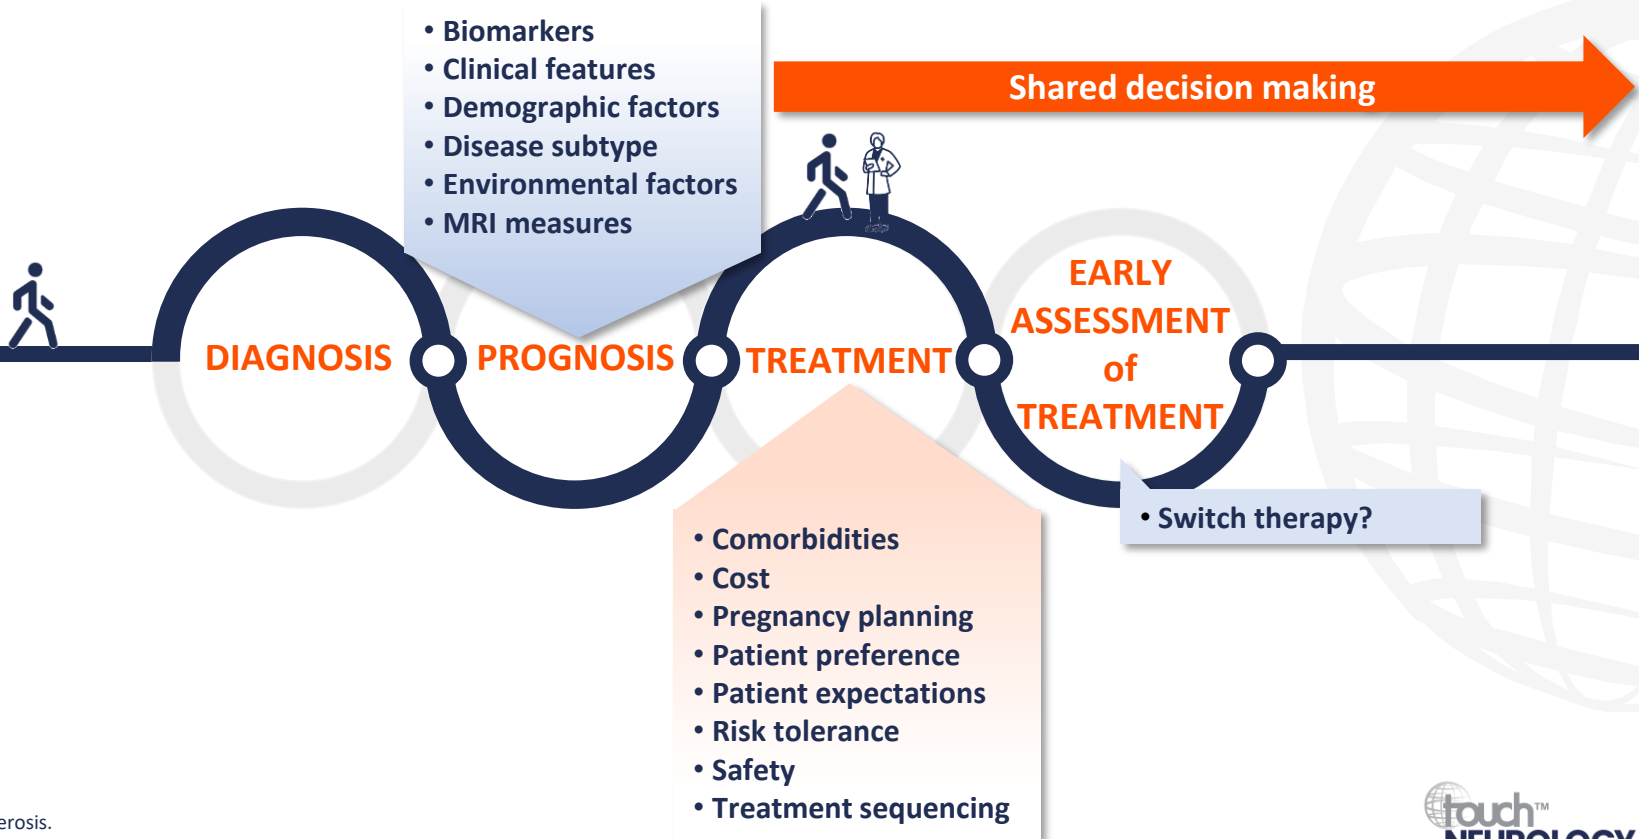 • Biomarkers
• Clinical features
• Demographic factors
• Disease subtype
• Environmental factors
• MRI measures
Shared decision making
DIAGNOSIS
PROGNOSIS
TREATMENT
EARLY
ASSESSMENT
of
TREATMENT
• Switch therapy?
• Comorbidities
• Cost
• Pregnancy planning
• Patient preference
• Patient expectations
• Risk tolerance
• Safety
• Treatment sequencing
erosis.
touch™
NEUROLOGY